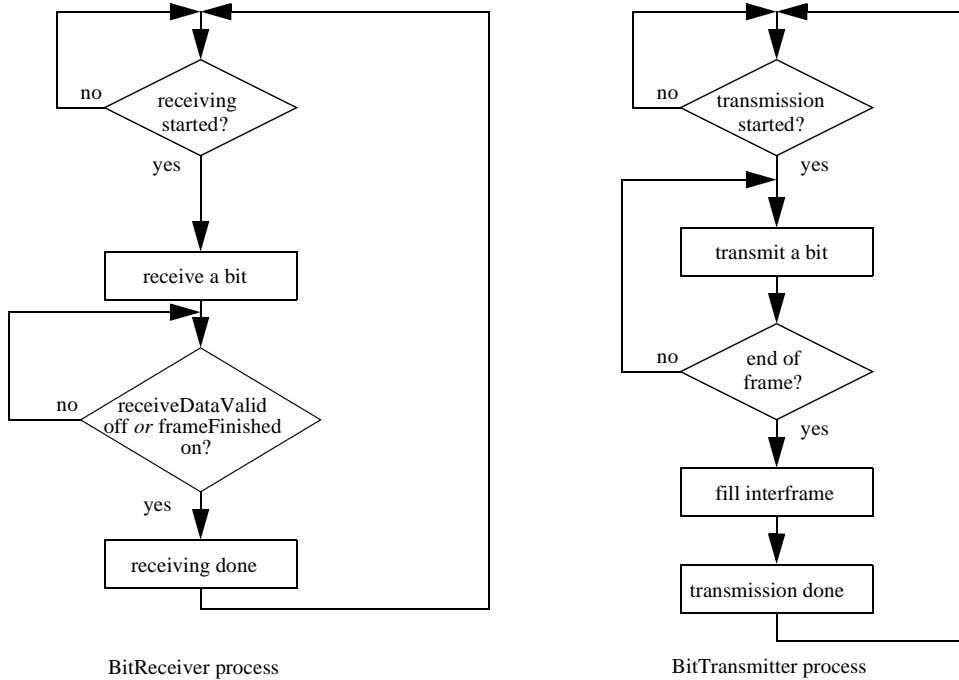 no
receiving
started?
yes
receive a bit
no
receiveDataValid
off or frameFinished
on?
yes
receiving done
BitReceiver process
no
transmission
started?
yes
transmit a bit
no
end of
frame?
yes
fill interframe
transmission done
BitTransmitter process